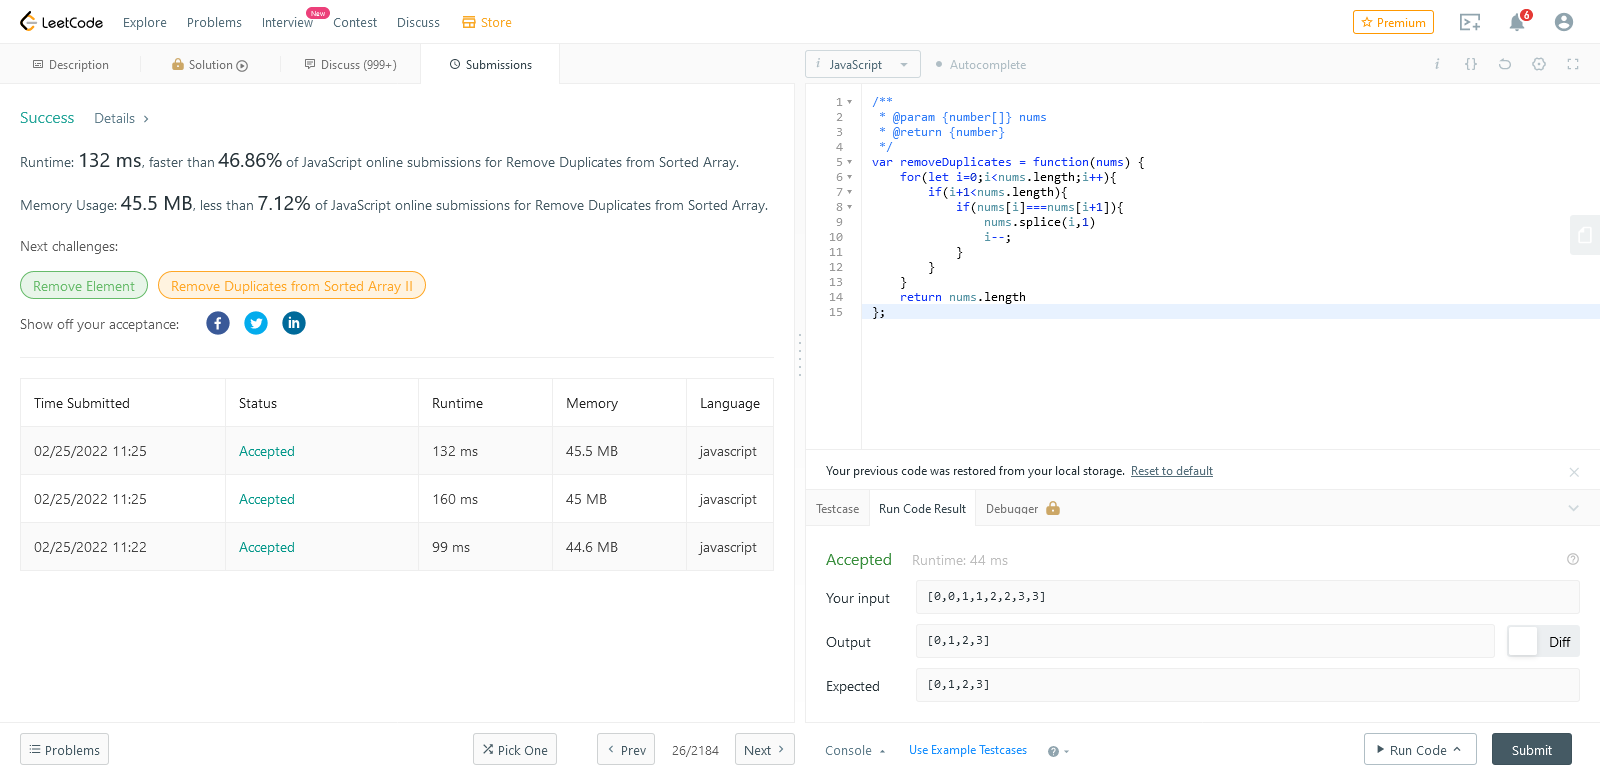 LeetCode Explore Problems Interview New Contest Discuss Store Premium 6
Description Solution Discuss (999+) Submissions
Success Details
Runtime: 132 ms, faster than 46.86% of JavaScript online submissions for Remove Duplicates from Sorted Array.
Memory Usage: 45.5 MB, less than 7.12% of JavaScript online submissions for Remove Duplicates from Sorted Array.
Next challenges:
Remove Element Remove Duplicates from Sorted Array II
Show off your acceptance:
Time Submitted Status Runtime Memory Language
02/25/2022 11:25 Accepted 132 ms 45.5 MB javascript
02/25/2022 11:25 Accepted 160 ms 45 MB javascript
02/25/2022 11:22 Accepted 99 ms 44.6 MB javascript
Problems Pick One Prev 26/2184 Next
i JavaScript Autocomplete i {}
1 /**
2  * @param {number[]} nums
3  * @return {number}
4  */
5 var removeDuplicates = function(nums) {
6     for(let i=0;i<nums.length;i++){
7         if(i+1<nums.length){
8             if(nums[i]===nums[i+1]){
9                 nums.splice(i,1)
10                 i--;
11             }
12         }
13     }
14     return nums.length
15 };
Your previous code was restored from your local storage. Reset to default
Testcase Run Code Result Debugger
Accepted Runtime: 44 ms
Your input [0,0,1,1,2,2,3,3]
Output [0,1,2,3] Diff
Expected [0,1,2,3]
Console Use Example Testcases Run Code Submit